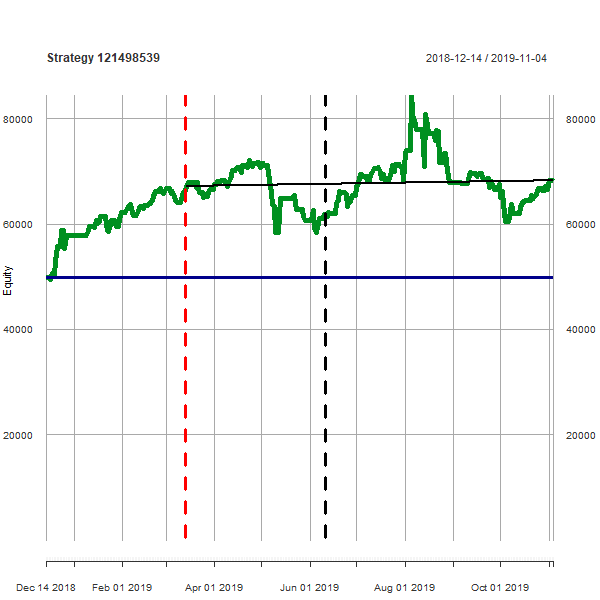 Strategy 121498539
2018-12-14 / 2019-11-04
80000
80000
60000
60000
Equity
40000
40000
20000
20000
Dec 14 2018
Feb 01 2019
Apr 01 2019
Jun 01 2019
Aug 01 2019
Oct 01 2019